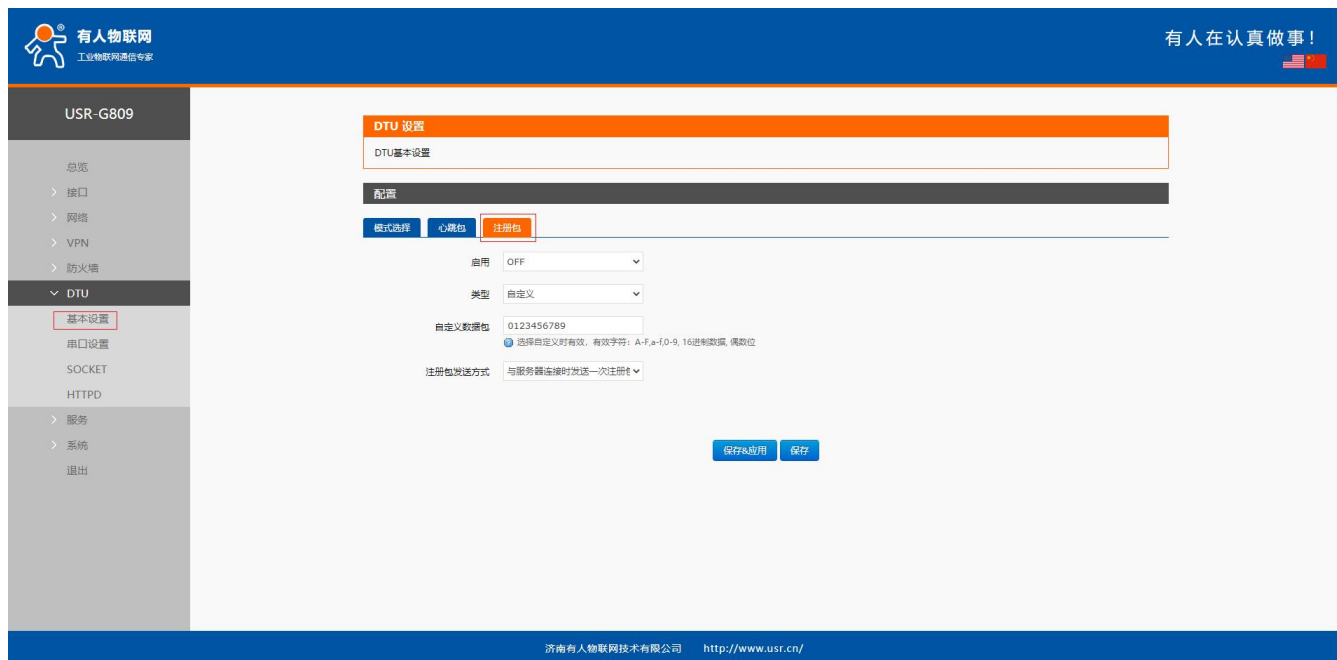 有人物联网
®
工业物联网通信专家
有人在认真做事!
USR-G809
总览
接口
网络
VPN
防火墙
DTU
基本设置
串口设置
SOCKET
HTTPD
服务
系统
退出
DTU 设置
DTU基本设置
配置
模式选择 心跳包 注册包
启用 OFF
类型 自定义
自定义数据包 0123456789
选择自定义时有效, 有效字符: A-F,a-f,0-9, 16进制数据, 偶数位
注册包发送方式 与服务器连接时发送一次注册包
保存&应用 保存
济南有人物联网技术有限公司 http://www.usr.cn/